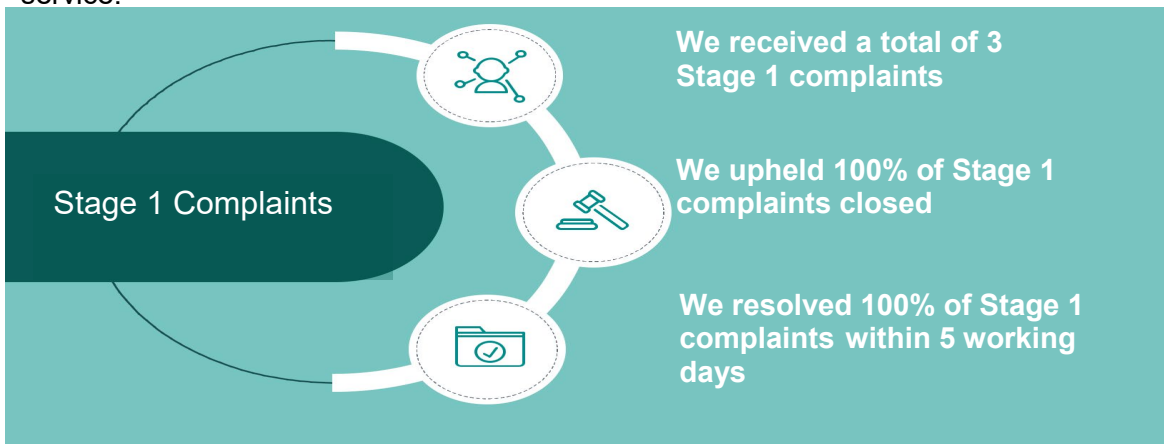 service.
We received a total of 3
Stage 1 complaints
Stage 1 Complaints
We upheld 100% of Stage 1
complaints closed
We resolved 100% of Stage 1
complaints within 5 working
days